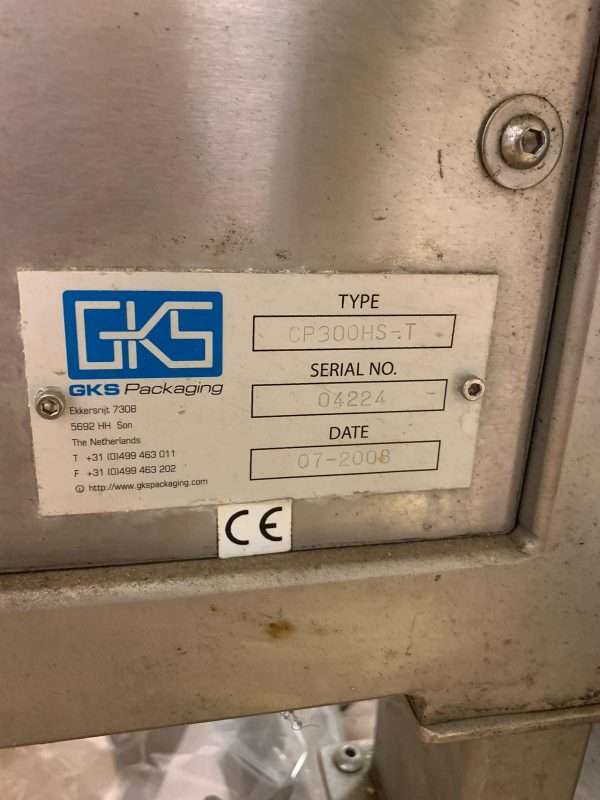 GKS
GKS Packaging
Ekkersrijt 7308
5692 HH Son
The Netherlands
T +31 (0)499 463 011
F +31 (0)499 463 202
http://www.gkspackaging.com
TYPE
CP300HS-T
SERIAL NO.
04224
DATE
07-2008
CE